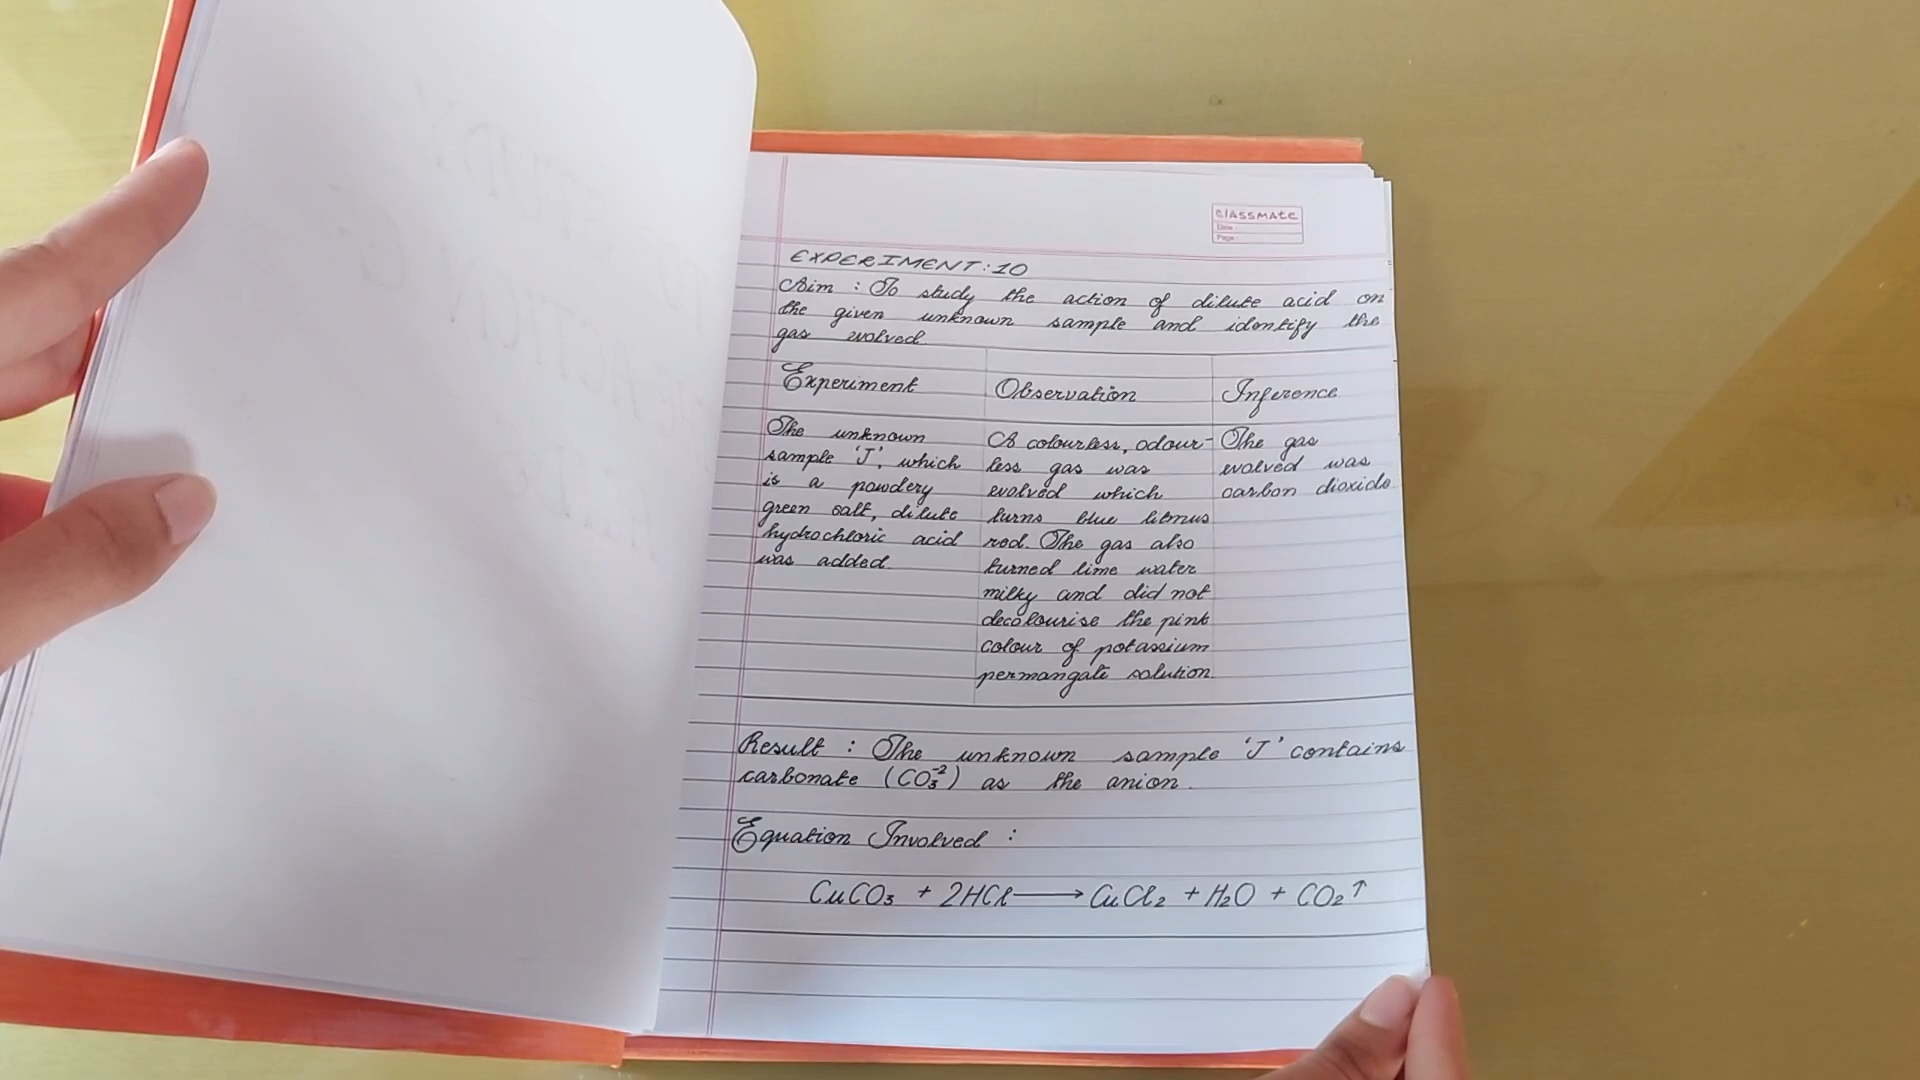 classmate
Date
Page
EXPERIMENT: 10
Aim : To study the action of dilute acid on
the given unknown sample and identify the
gas evolved.
Experiment
The unknown
sample 'J', which
is a powdery
green salt, dilute
hydrochloric acid
was added.
Observation
A colourless, odour-
less gas was
evolved which
turns blue litmus
red. The gas also
turned lime water
milky and did not
decolourise the pink
colour of potassium
permangate solution.
Inference
The gas
evolved was
carbon dioxide
Result : The unknown sample 'J' contains
carbonate (CO₃⁻²) as the anion.
Equation Involved :
CuCO₃ + 2HCl ⟶ CuCl₂ + H₂O + CO₂↑